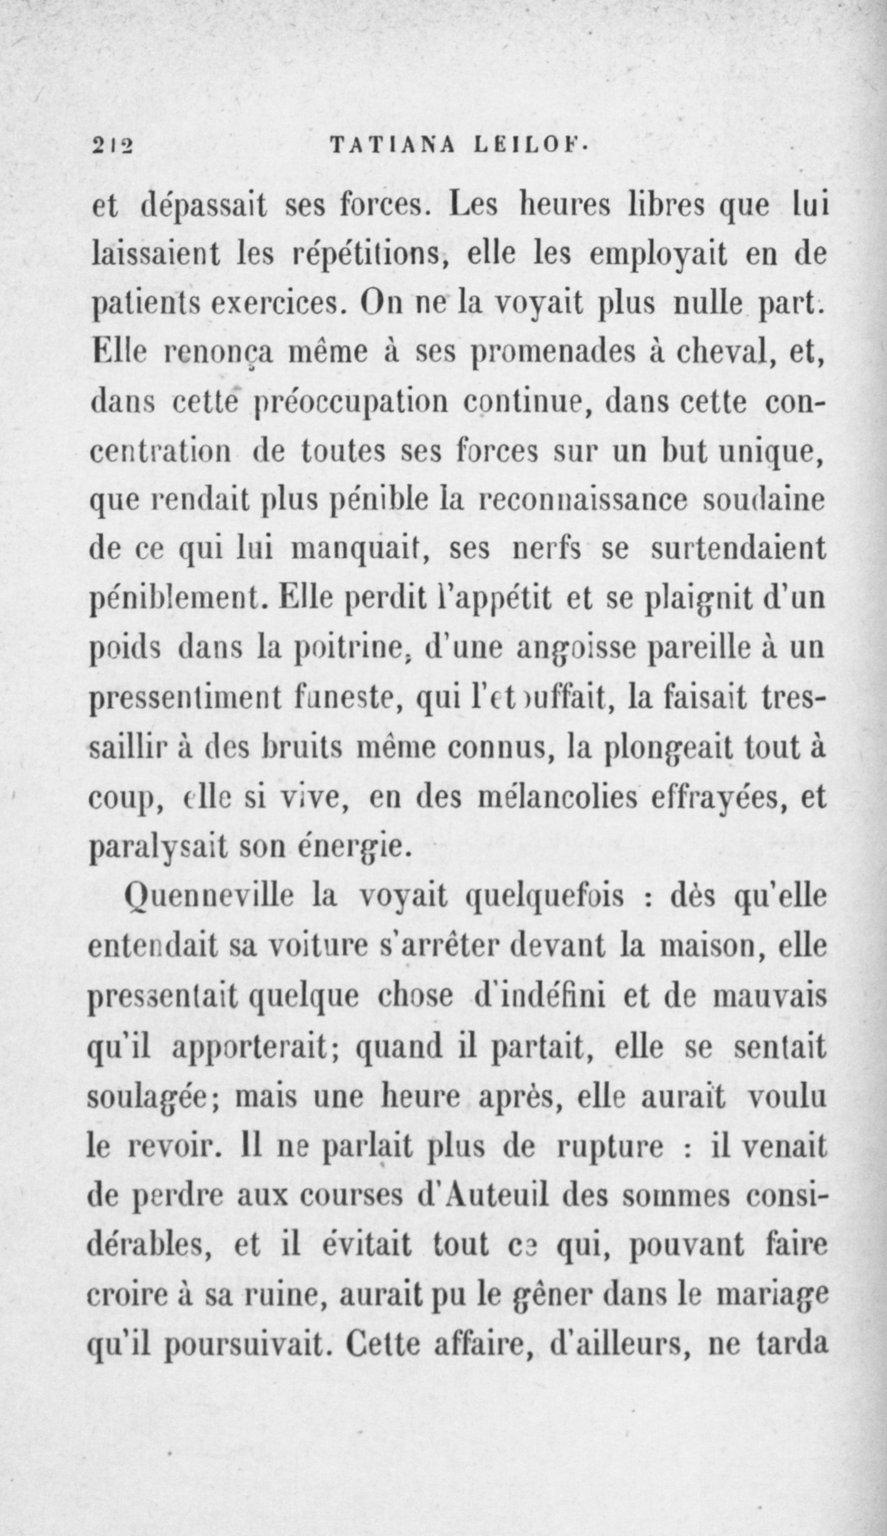 212 TATIANA LEILOF.
et dépassait ses forces. Les heures libres que lui
laissaient les répétitions, elle les employait en de
patients exercices. On ne la voyait plus nulle part.
Elle renonça même à ses promenades à cheval, et,
dans cette préoccupation continue, dans cette con-
centration de toutes ses forces sur un but unique,
que rendait plus pénible la reconnaissance soudaine
de ce qui lui manquait, ses nerfs se surtendaient
péniblement. Elle perdit l'appétit et se plaignit d'un
poids dans la poitrine, d'une angoisse pareille à un
pressentiment funeste, qui l'etouffait, la faisait tres-
saillir à des bruits même connus, la plongeait tout à
coup, elle si vive, en des mélancolies effrayées, et
paralysait son énergie.
Quenneville la voyait quelquefois : dès qu'elle
entendait sa voiture s'arrêter devant la maison, elle
pressentait quelque chose d'indéfini et de mauvais
qu'il apporterait; quand il partait, elle se sentait
soulagée; mais une heure après, elle aurait voulu
le revoir. Il ne parlait plus de rupture : il venait
de perdre aux courses d'Auteuil des sommes consi-
dérables, et il évitait tout ce qui, pouvant faire
croire à sa ruine, aurait pu le gêner dans le mariage
qu'il poursuivait. Cette affaire, d'ailleurs, ne tarda